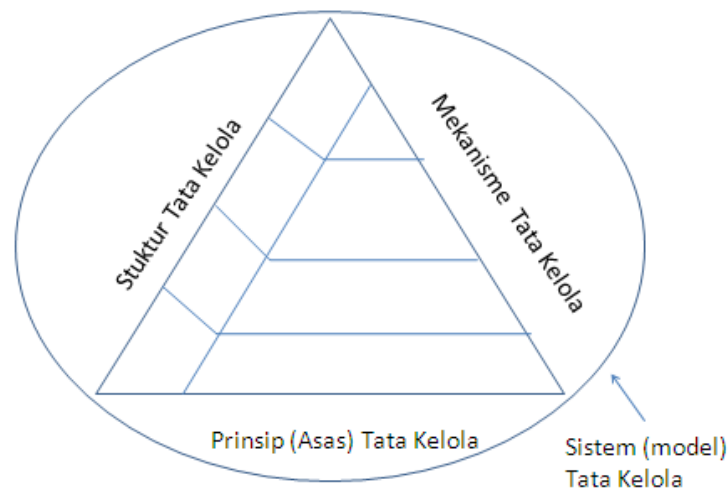 Stuktur Tata Kelola
Mekanisme Tata Kelola
Prinsip (Asas) Tata Kelola
Sistem (model)
Tata Kelola